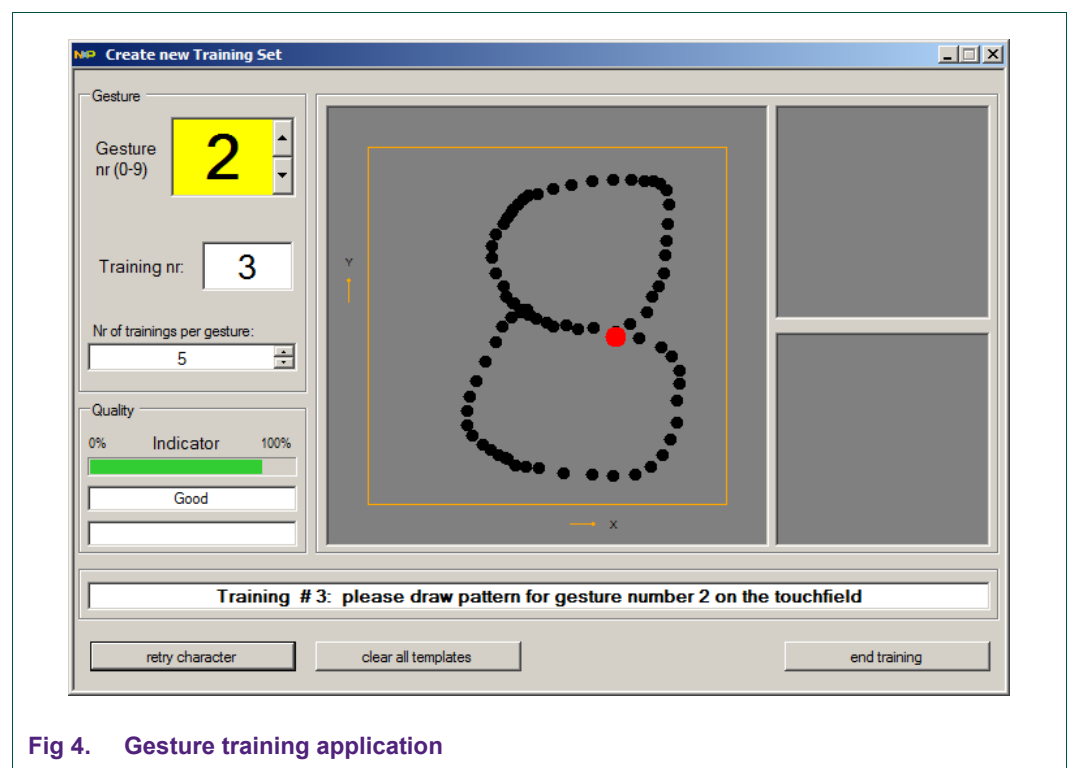 NXP Create new Training Set
Gesture
Gesture
nr (0-9)
2
Training nr:
3
Nr of trainings per gesture:
5
Quality
0% Indicator 100%
Good
Y
X
Training # 3: please draw pattern for gesture number 2 on the touchfield
retry character
clear all templates
end training
Fig 4. Gesture training application